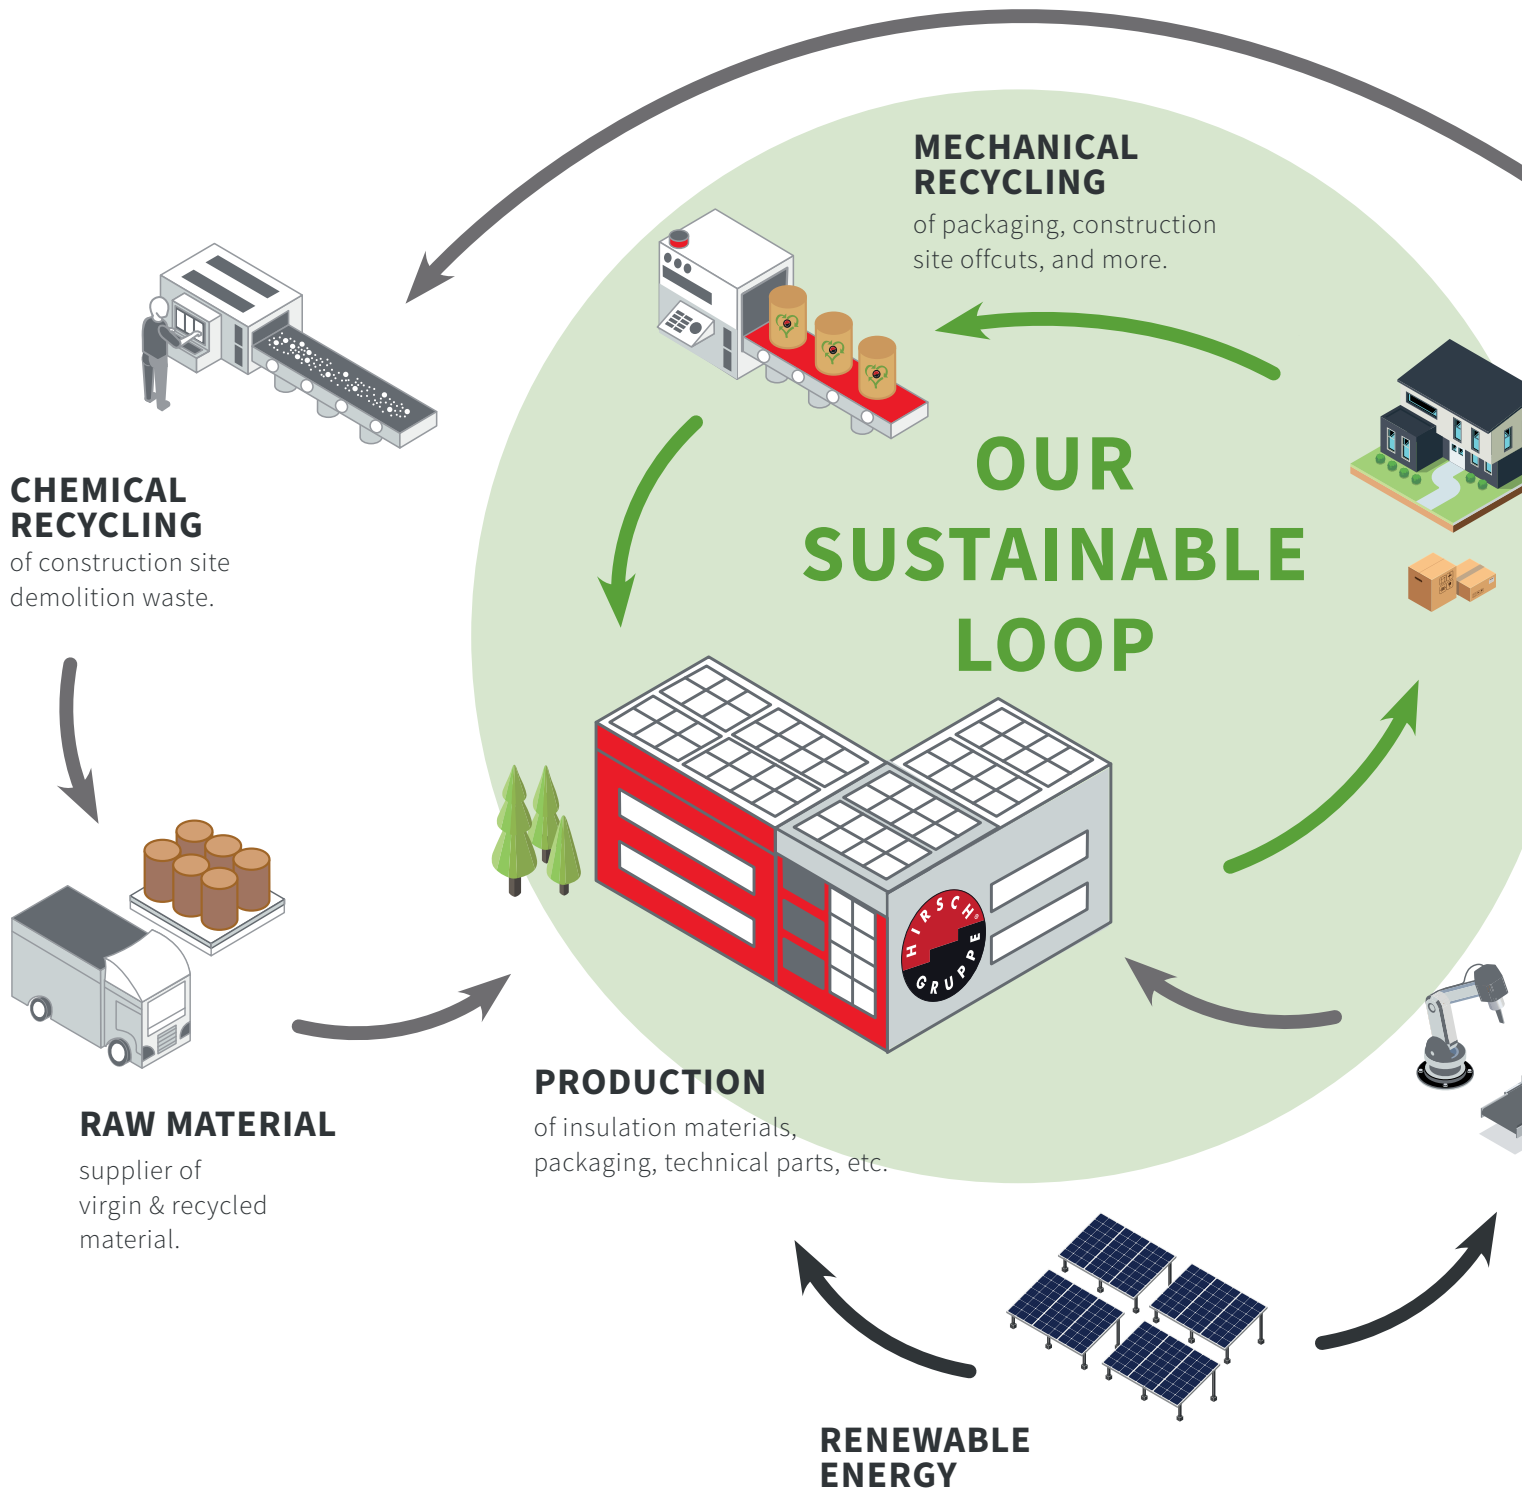 MECHANICAL
RECYCLING
of packaging, construction
site offcuts, and more.
OUR
SUSTAINABLE
LOOP
CHEMICAL
RECYCLING
of construction site
demolition waste.
HIRSCH®
GRUPPE
PRODUCTION
of insulation materials,
packaging, technical parts, etc.
RAW MATERIAL
supplier of
virgin & recycled
material.
RENEWABLE
ENERGY